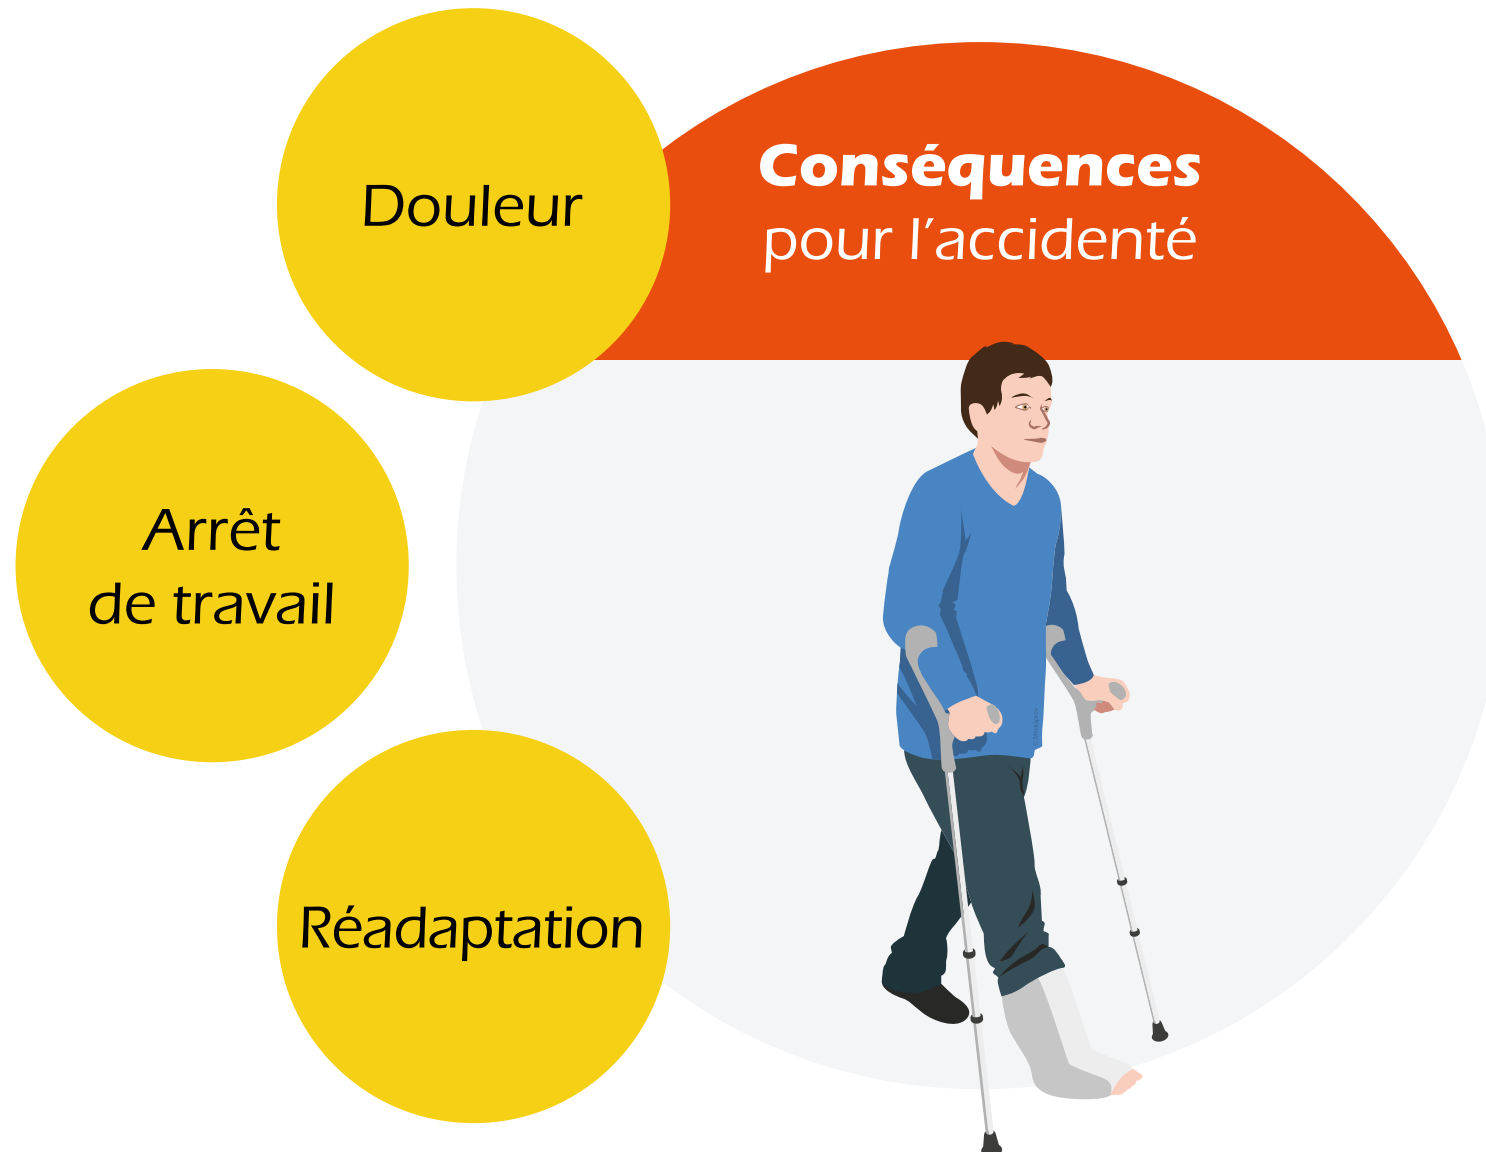 Conséquences
pour l’accidenté
Douleur
Arrêt
de travail
Réadaptation